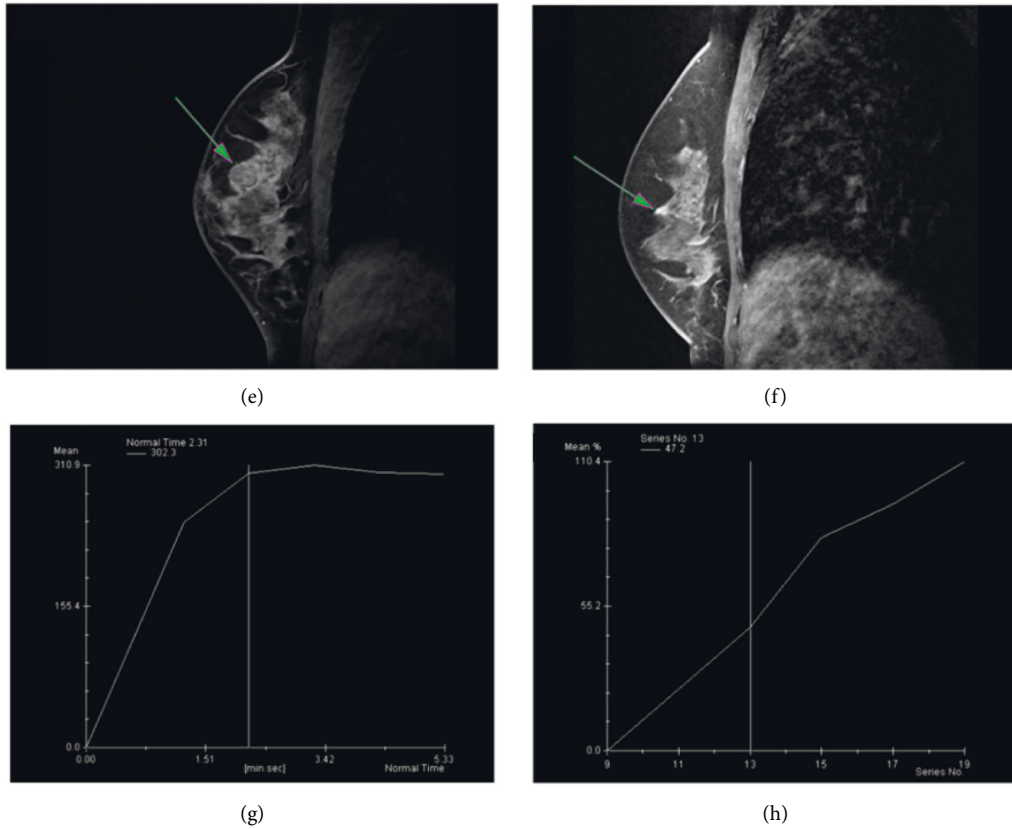 (e)
(f)
Normal Time 2.31
302.3
Mean
310.9
155.4
0.0
0.00
1.51
3.42
5.33
[min.sec]
Normal Time
(g)
Series No. 13
47.2
Mean %
110.4
55.2
0.0
9
11
13
15
17
19
Series No.
(h)